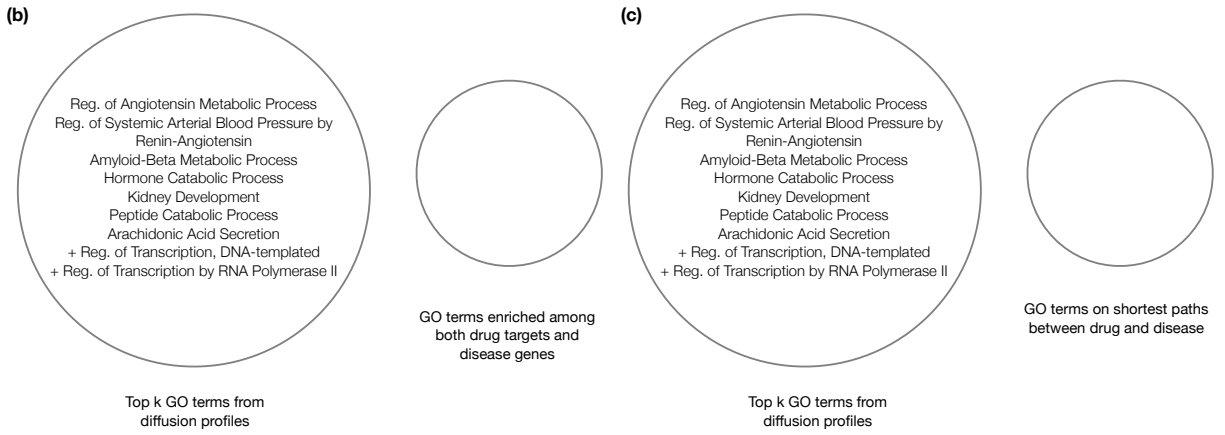 (b)
Reg. of Angiotensin Metabolic Process
Reg. of Systemic Arterial Blood Pressure by
Renin-Angiotensin
Amyloid-Beta Metabolic Process
Hormone Catabolic Process
Kidney Development
Peptide Catabolic Process
Arachidonic Acid Secretion
+ Reg. of Transcription, DNA-templated
+ Reg. of Transcription by RNA Polymerase II
Top k GO terms from
diffusion profiles
GO terms enriched among
both drug targets and
disease genes
(c)
Reg. of Angiotensin Metabolic Process
Reg. of Systemic Arterial Blood Pressure by
Renin-Angiotensin
Amyloid-Beta Metabolic Process
Hormone Catabolic Process
Kidney Development
Peptide Catabolic Process
Arachidonic Acid Secretion
+ Reg. of Transcription, DNA-templated
+ Reg. of Transcription by RNA Polymerase II
Top k GO terms from
diffusion profiles
GO terms on shortest paths
between drug and disease